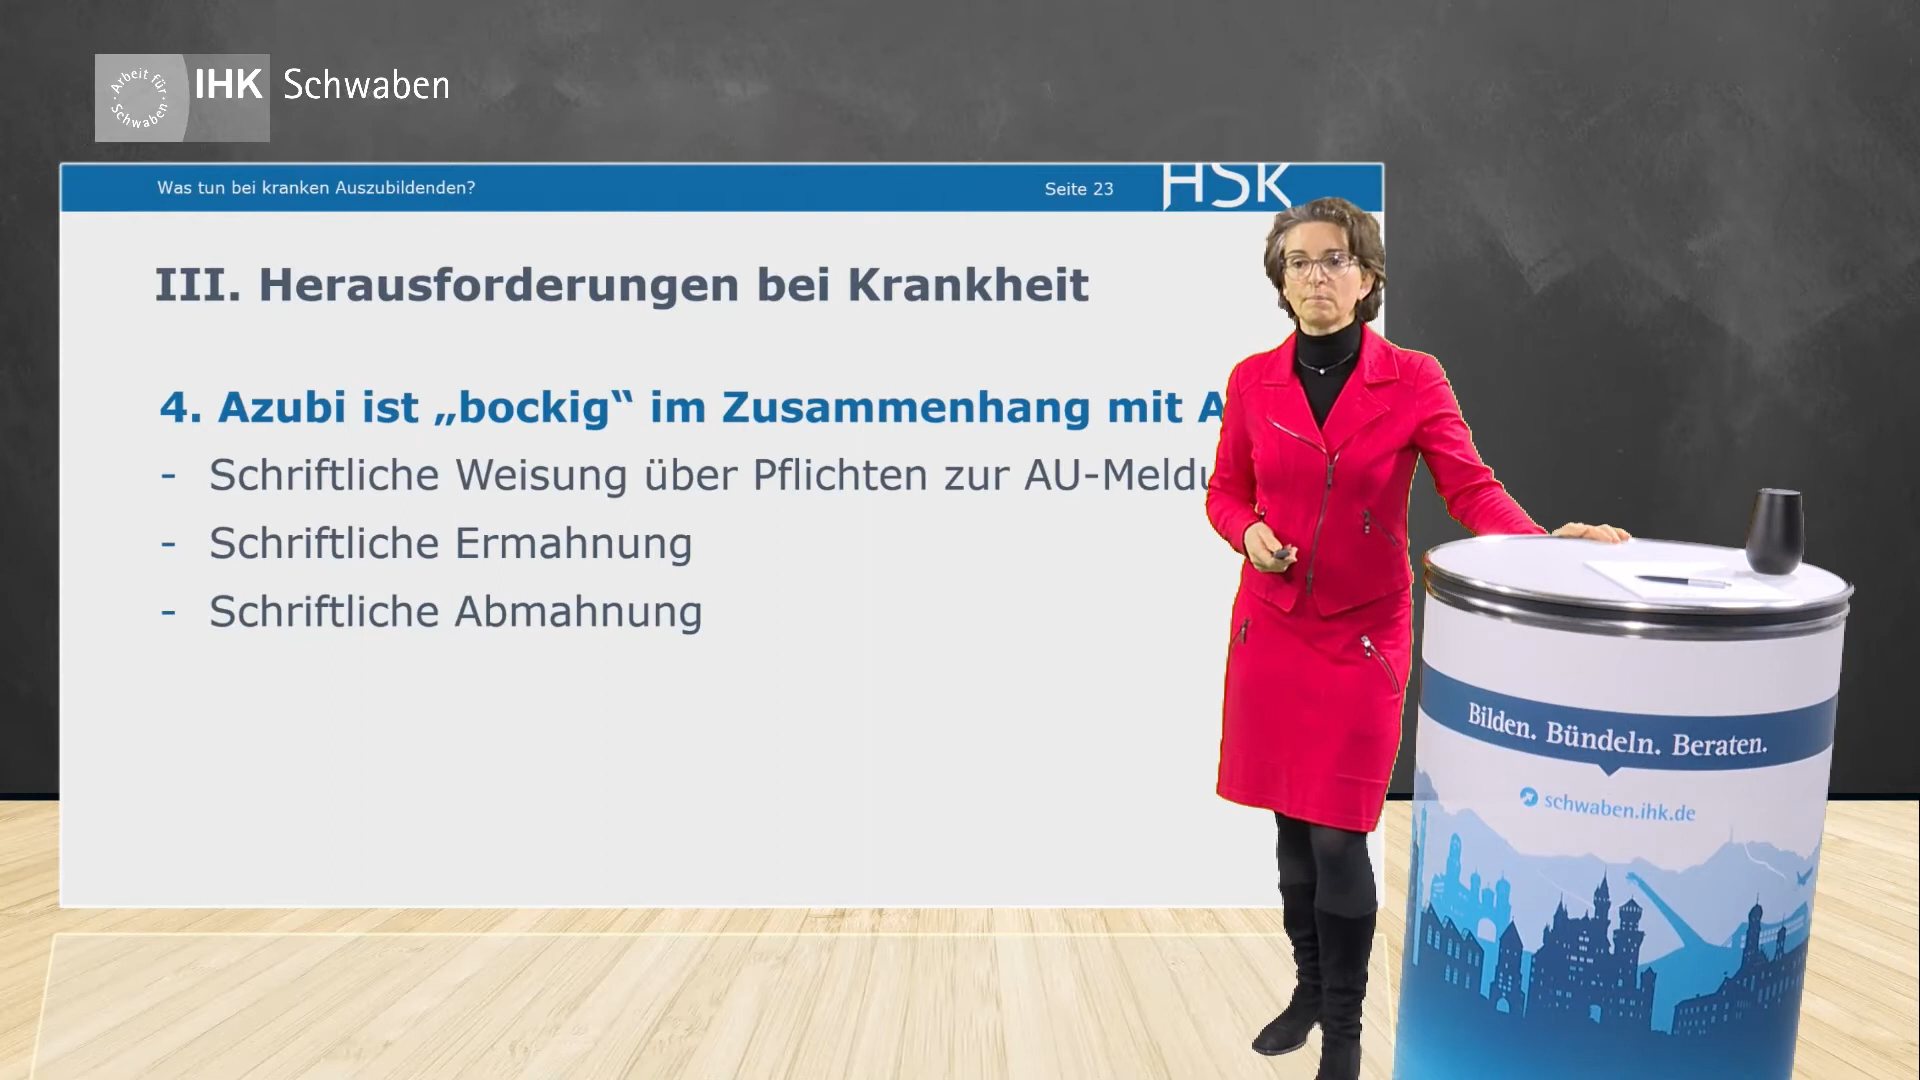 Arbeit für Schwaben
IHK Schwaben
Was tun bei kranken Auszubildenden?
Seite 23
HSK
III. Herausforderungen bei Krankheit
4. Azubi ist „bockig“ im Zusammenhang mit
- Schriftliche Weisung über Pflichten zur
- Schriftliche Ermahnung
- Schriftliche Abmahnung
Bilden. Bündeln. Beraten.
schwaben.ihk.de